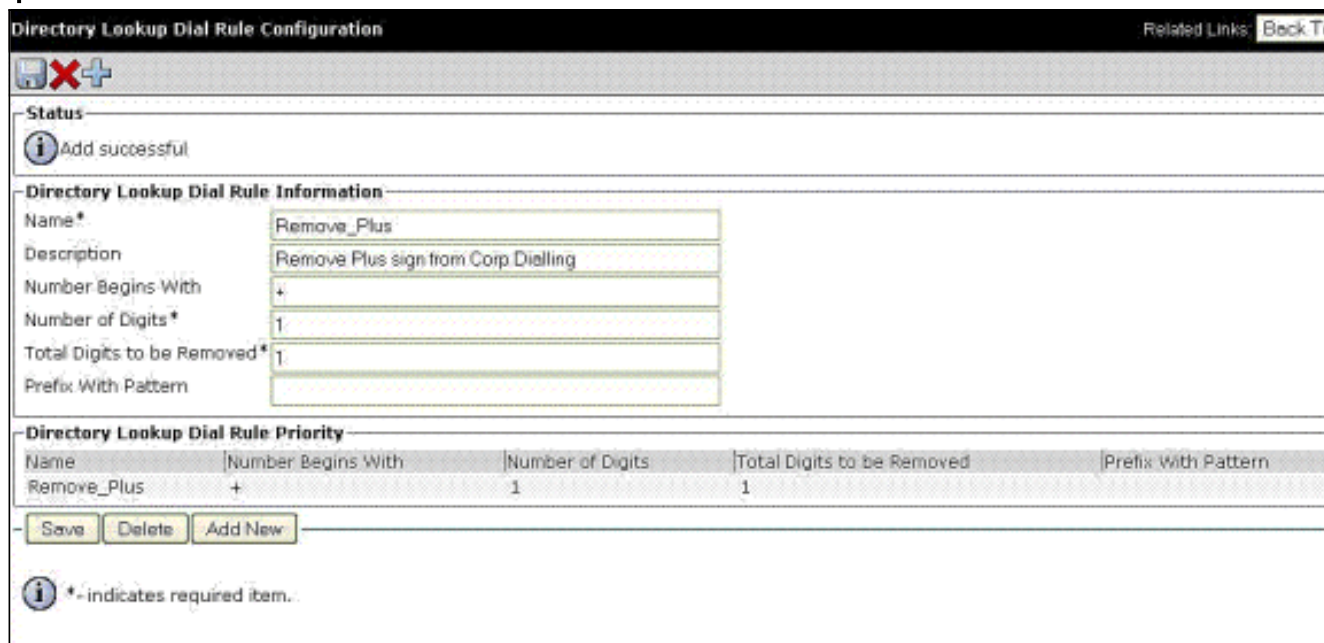 Directory Lookup Dial Rule Configuration Related Links: Back T
Status
Add successful
Directory Lookup Dial Rule Information
Name* Remove_Plus
Description Remove Plus sign from Corp Dialling
Number Begins With +
Number of Digits* 1
Total Digits to be Removed* 1
Prefix With Pattern
Directory Lookup Dial Rule Priority
Name Number Begins With Number of Digits Total Digits to be Removed Prefix With Pattern
Remove_Plus + 1 1
Save Delete Add New
*- indicates required item.